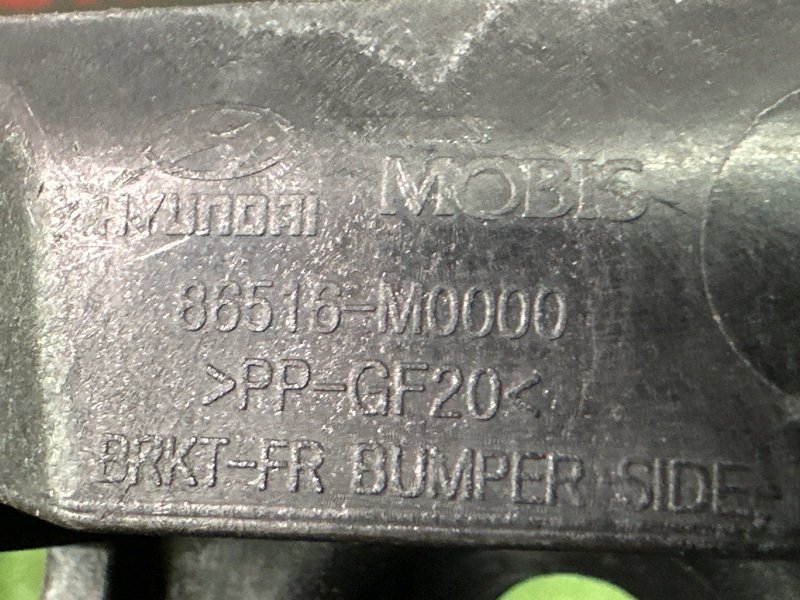 HYUNDAI MOBIS
86516-M0000
>PP-GF20<
BRKT-FR BUMPER SIDE